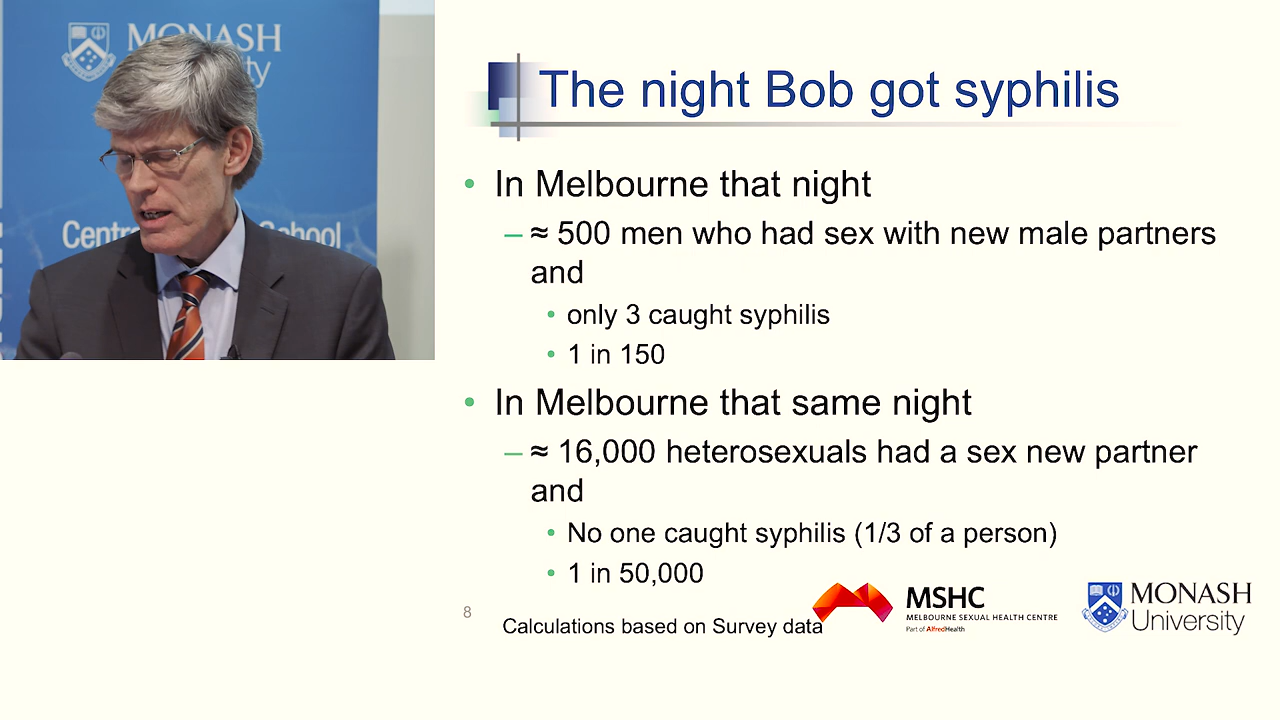 MONASH
University
Centr
School
The night Bob got syphilis
• In Melbourne that night
– ≈ 500 men who had sex with new male partners
and
• only 3 caught syphilis
• 1 in 150
• In Melbourne that same night
– ≈ 16,000 heterosexuals had a sex new partner
and
• No one caught syphilis (1/3 of a person)
• 1 in 50,000
8
Calculations based on Survey data
MSHC
MELBOURNE SEXUAL HEALTH CENTRE
Part of AlfredHealth
MONASH
University